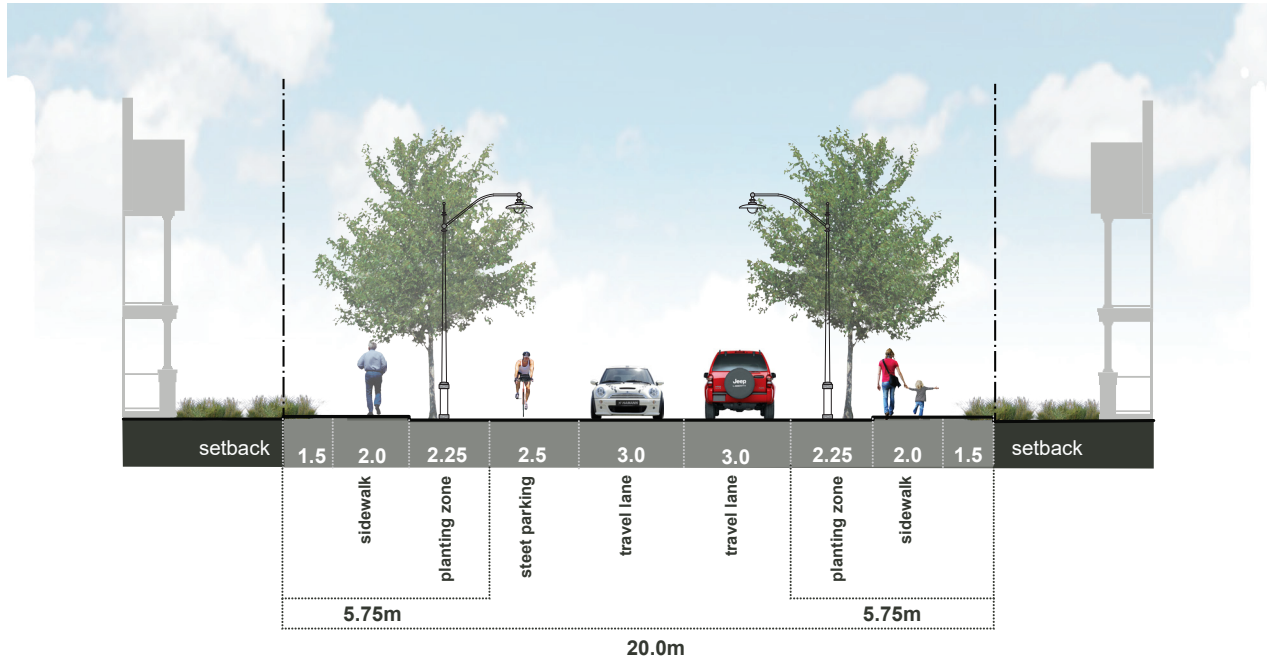 Jeep
setback 1.5 2.0 2.25 2.5 3.0 3.0 2.25 2.0 1.5 setback
sidewalk
planting zone
steet parking
travel lane
travel lane
planting zone
sidewalk
5.75m 5.75m
20.0m